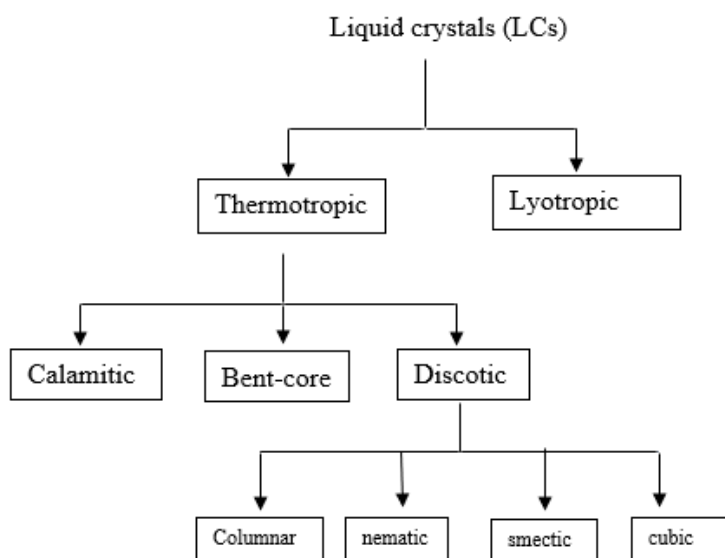 Liquid crystals (LCs)
Thermotropic
Lyotropic
Calamitic
Bent-core
Discotic
Columnar
nematic
smectic
cubic